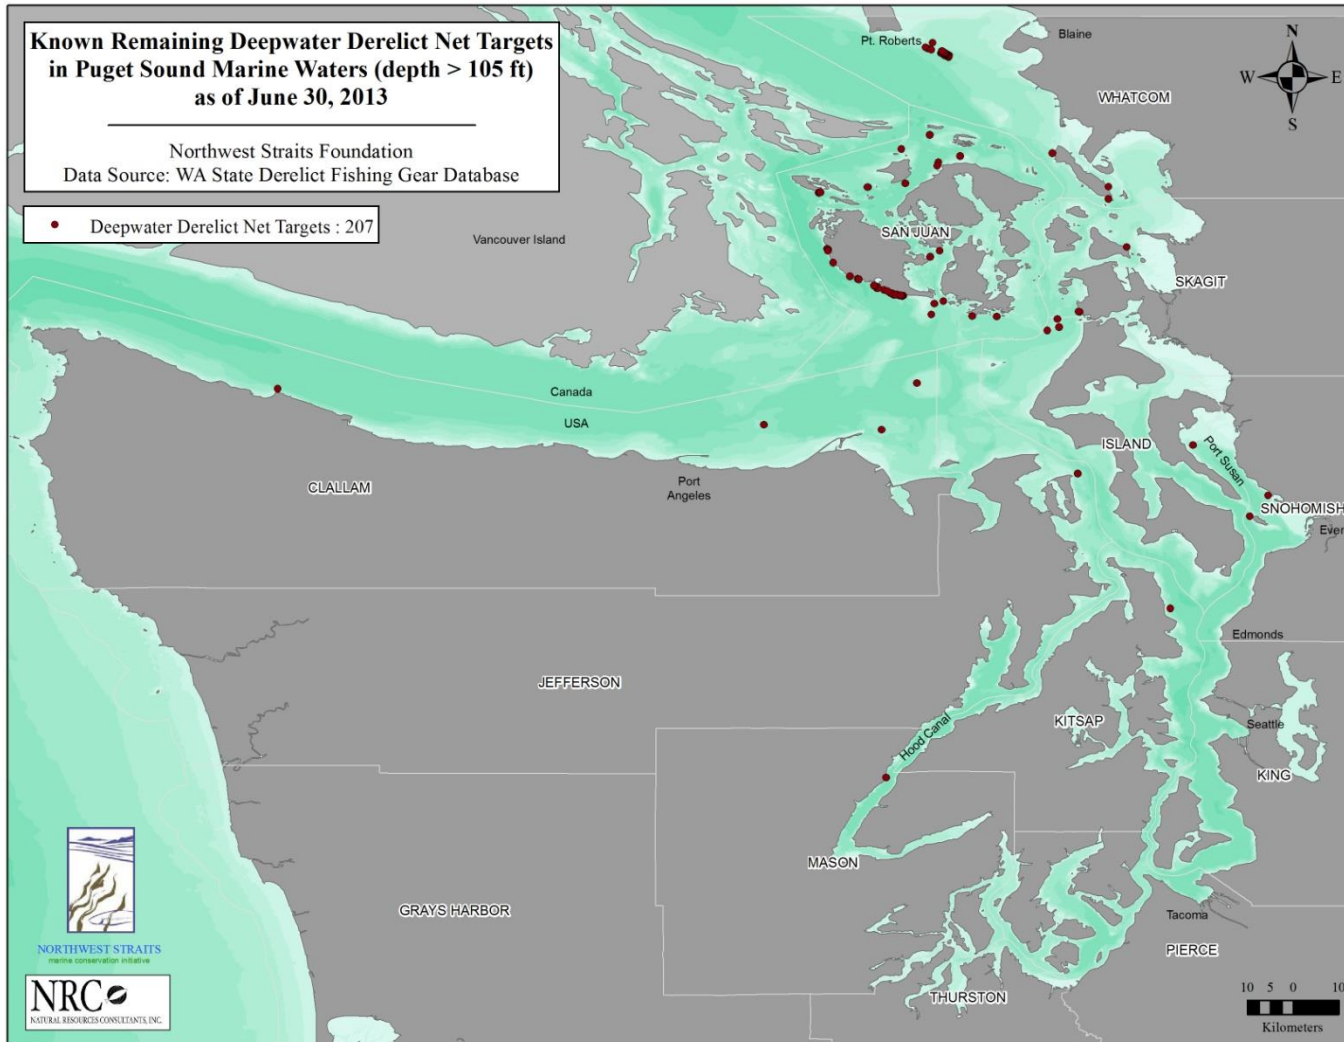 Known Remaining Deepwater Derelict Net Targets
in Puget Sound Marine Waters (depth > 105 ft)
as of June 30, 2013
Northwest Straits Foundation
Data Source: WA State Derelict Fishing Gear Database
Deepwater Derelict Net Targets : 207
Pt. Roberts
Blaine
N
W
E
S
WHATCOM
Vancouver Island
SAN JUAN
SKAGIT
Canada
USA
ISLAND
Port Susan
CLALLAM
Port
Angeles
SNOHOMISH
Ever
Edmonds
JEFFERSON
Hood Canal
KITSAP
Seattle
KING
MASON
GRAYS HARBOR
Tacoma
PIERCE
THURSTON
NORTHWEST STRAITS
marine conservation initiative
NRC
NATURAL RESOURCES CONSULTANTS, INC.
10 5 0 10
Kilometers